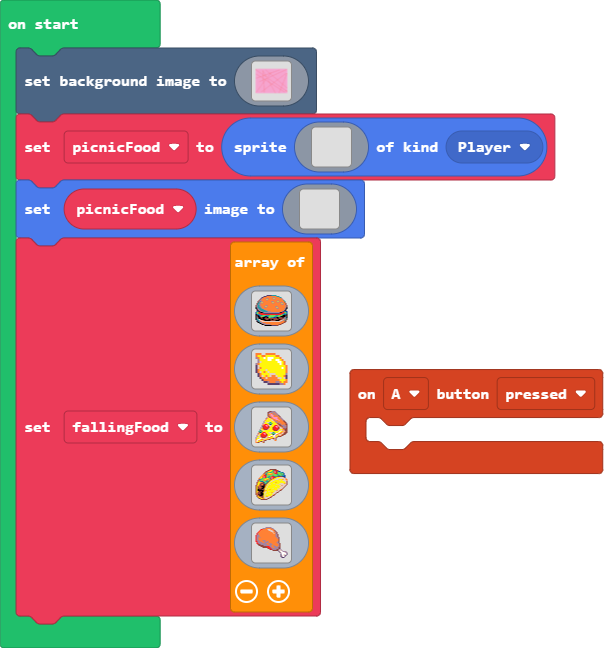 on start
set background image to
set picnicFood to sprite of kind Player
set picnicFood image to
array of
set fallingFood to
on A button pressed